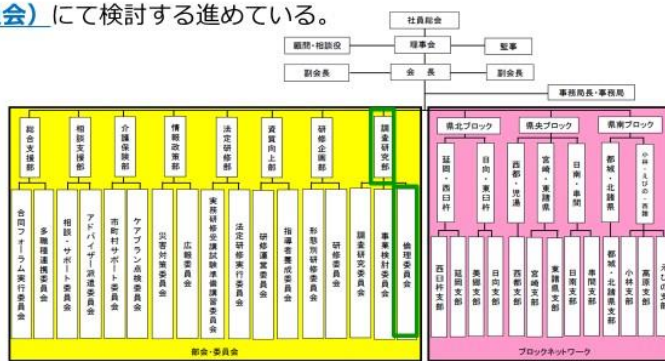 会）にて検討する進めている。
社員総会
顧問・相談役
理事会
監事
副会長
会　長
副会長
事務局長・事務局
総合支援部
相談支援部
介護保険部
情報政策部
法定研修部
資質向上部
研修企画部
調査研究部
合同フォーラム実行委員会
多職種連携委員会
相談・サポート委員会
アドバイザー派遣委員会
市町村サポート委員会
ケアプラン点検委員会
災害対策委員会
広報委員会
実務研修受講試験準備講習委員会
法定研修実行委員会
研修運営委員会
指導者養成委員会
形態別研修委員会
研修委員会
調査研究委員会
事業検討委員会
倫理委員会
部会・委員会
県北ブロック
県央ブロック
県南ブロック
延岡・西臼杵
日向・東臼杵
西都・児湯
宮崎・東諸県
日南・串間
都城・北諸県
小林・えびの・西諸
西臼杵支部
延岡支部
美郷支部
日向支部
西都支部
宮崎支部
東諸県支部
日南支部
串間支部
都城・北諸県支部
小林支部
高原支部
えびの支部
ブロックネットワーク